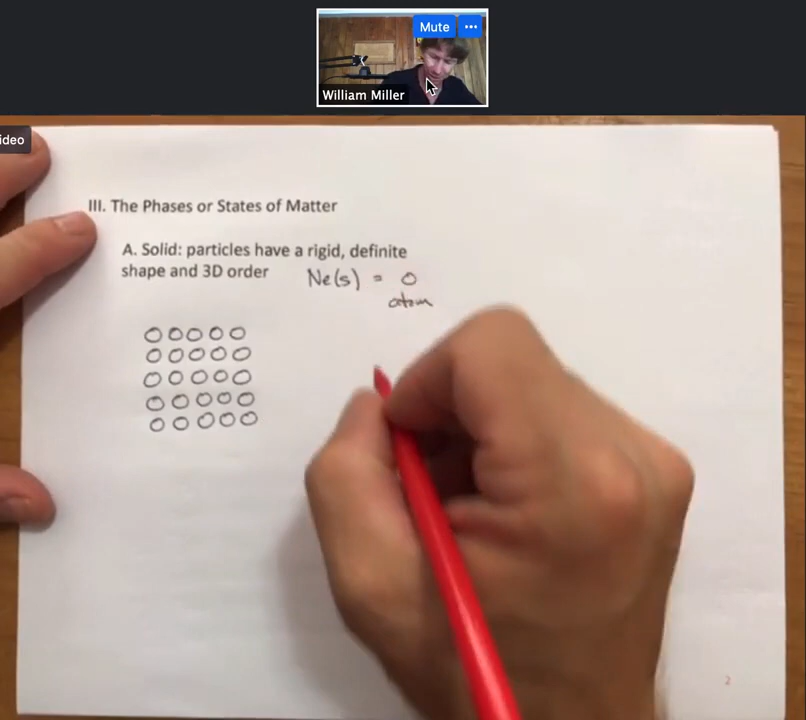 Mute
William Miller
ideo
III. The Phases or States of Matter
A. Solid: particles have a rigid, definite
shape and 3D order
Ne(s) = O
atom
2